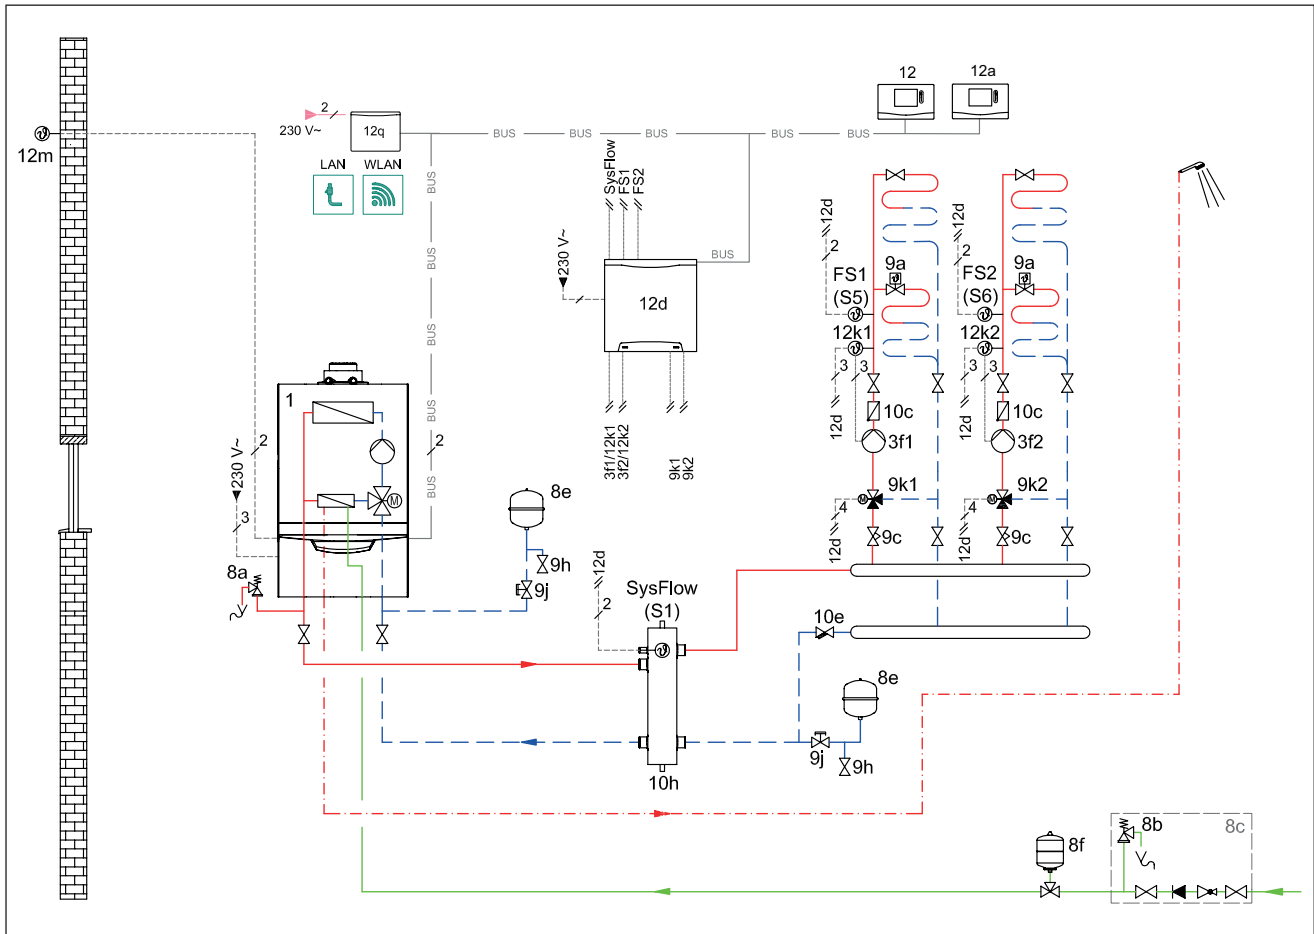 12
12a
2
230 V~
12q
BUS
BUS
BUS
BUS
BUS
12m
LAN
WLAN
BUS
SysFlow
FS1
FS2
12d
2
12d
2
230 V~
BUS
BUS
12d
9a
9a
FS1
(S5)
FS2
(S6)
12k1
12k2
3
3
3
3
12d
12d
1
10c
10c
3f1
3f2
2
2
230 V~
3f1/12k1
3f2/12k2
9k1
9k2
BUS
M
8e
9k1
9k2
M
M
4
4
3
12d
12d
9c
9c
9h
9j
8a
12d
2
SysFlow
(S1)
10e
8e
9j
9h
10h
8f
8b
8c